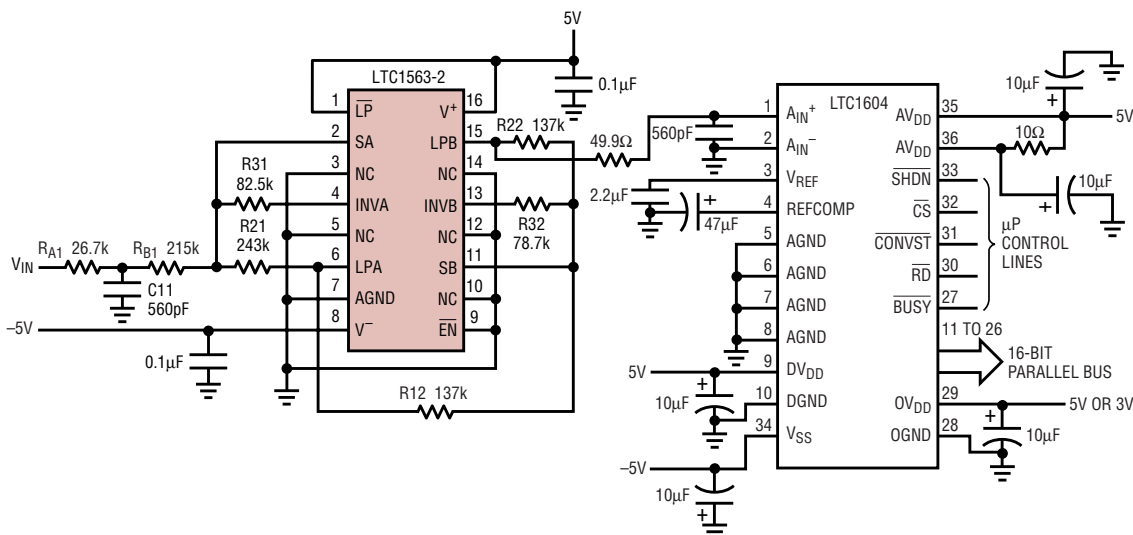 5V
LTC1563-2
0.1µF
1 LP 16 V+
2 SA 15 LPB
3 NC 14 NC
4 INVA 13 INVB
5 NC 12 NC
6 LPA 11 SB
7 AGND 10 NC
8 V− 9 EN
R22 137k
R31
82.5k
R21
243k
R32
78.7k
RA1 26.7k
RB1 215k
VIN
C11
560pF
–5V
0.1µF
R12 137k
49.9Ω
560pF
2.2µF
47µF
+
LTC1604
1 AIN+
2 AIN−
3 VREF
4 REFCOMP
5 AGND
6 AGND
7 AGND
8 AGND
9 DVDD
10 DGND
34 VSS
35 AVDD
36 AVDD
33 SHDN
32 CS
31 CONVST
30 RD
27 BUSY
11 TO 26
29 OVDD
28 OGND
10µF
+
5V
10Ω
10µF
+
µP
CONTROL
LINES
16-BIT
PARALLEL BUS
5V OR 3V
+
10µF
5V
+
10µF
–5V
10µF
+